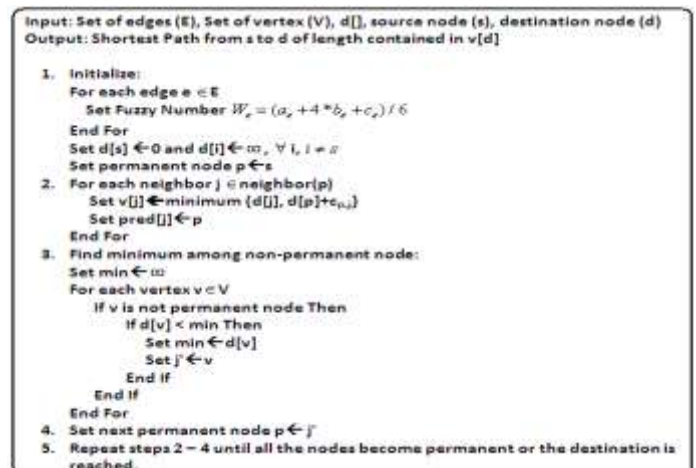 Input: Set of edges (E), Set of vertex (V), d[], source node (s), destination node (d)
Output: Shortest Path from s to d of length contained in v[d]
1. Initialize:
For each edge e ∈ E
Set Fuzzy Number W_e = (a_e + 4 * b_e + c_e) / 6
End For
Set d[s] ← 0 and d[i] ← ∞, ∀ i, i ≠ s
Set permanent node p ← s
2. For each neighbor j ∈ neighbor(p)
Set v[j] ← minimum {d[j], d[p]+c_{p,j}}
Set pred[j] ← p
End For
3. Find minimum among non-permanent node:
Set min ← ∞
For each vertex v ∈ V
If v is not permanent node Then
If d[v] < min Then
Set min ← d[v]
Set j' ← v
End If
End If
End For
4. Set next permanent node p ← j'
5. Repeat steps 2 – 4 until all the nodes become permanent or the destination is
reached.